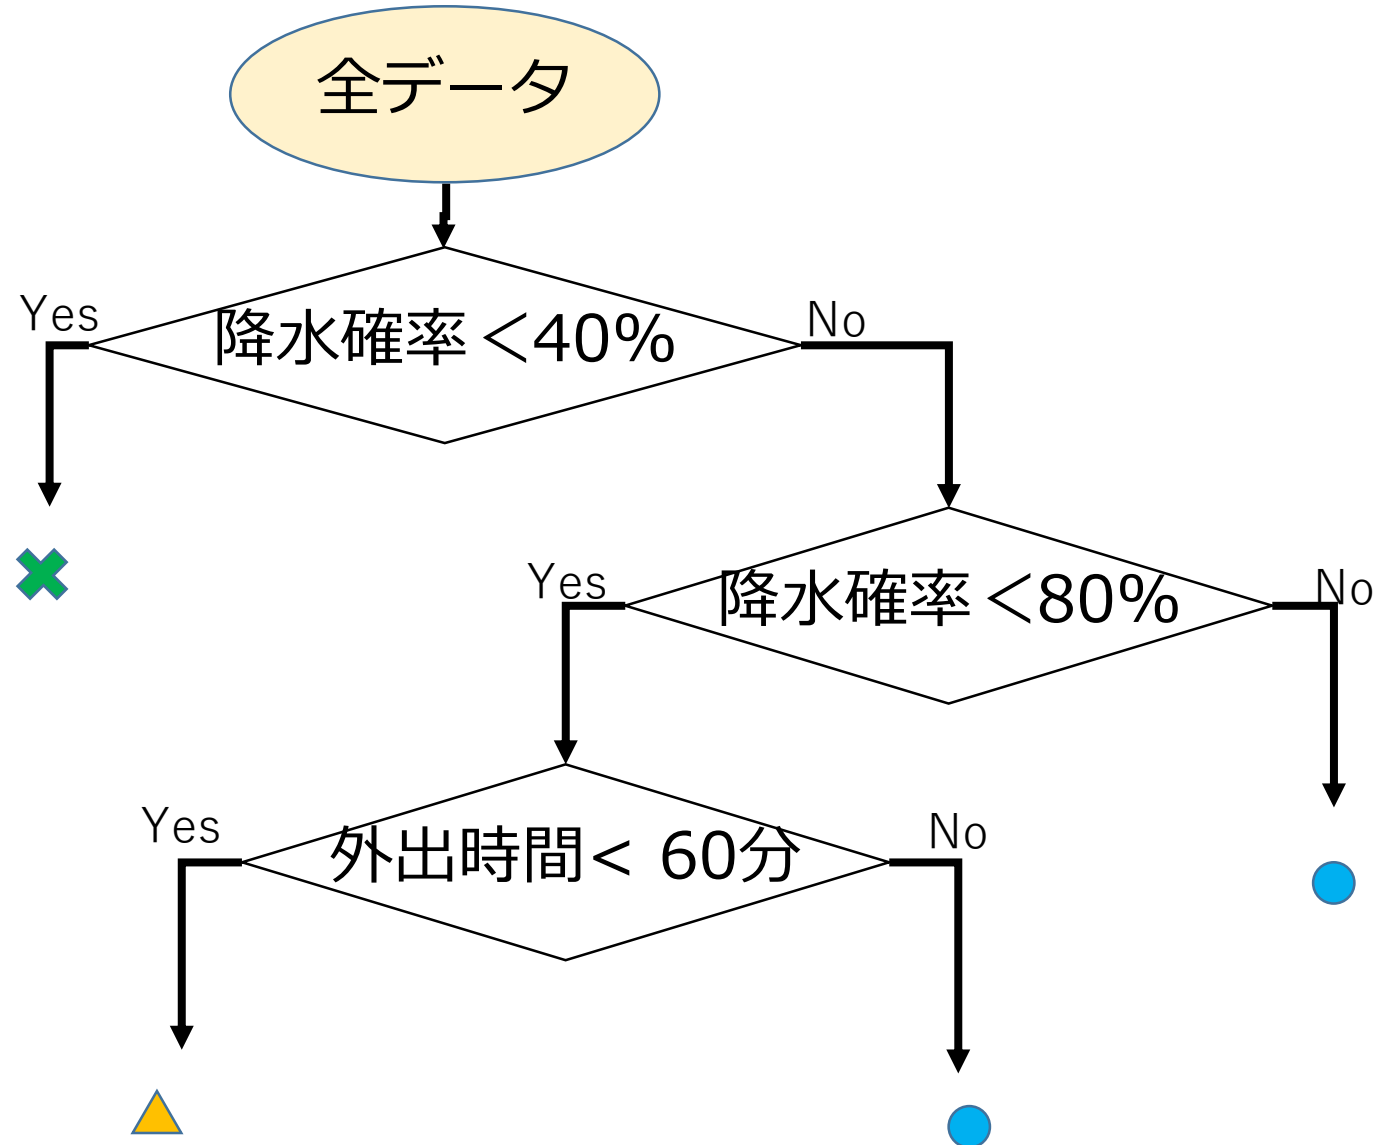 全データ
Yes
降水確率<40%
No
Yes
降水確率<80%
No
Yes
外出時間< 60分
No